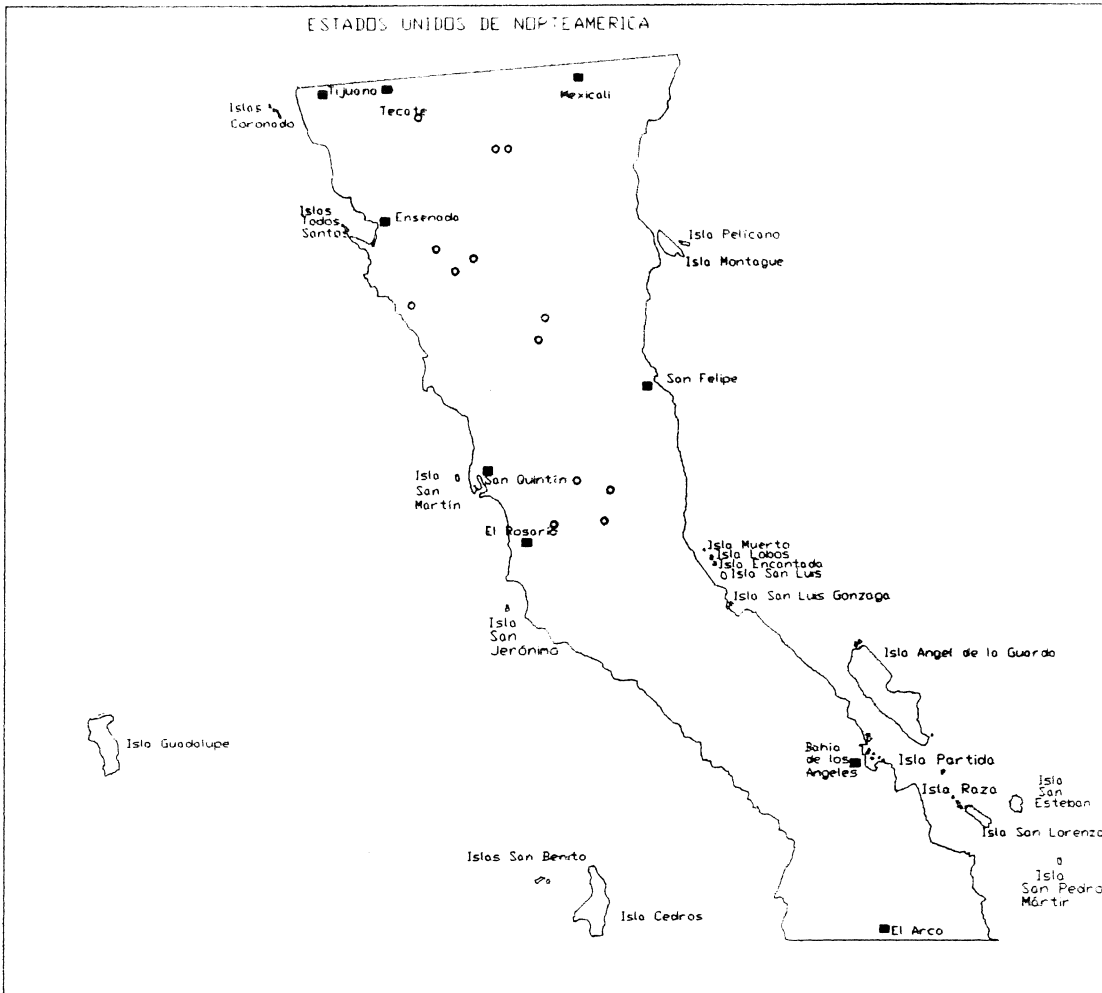 ESTADOS UNIDOS DE NORTEAMERICA
Tijuana
Tecate
Mexicali
Islas
Coronado
Islas
Todos
Santos
Ensenada
Isla Pelicano
Isla Montague
San Felipe
Isla
San
Martín
San Quintín
El Rosario
Isla Muerto
Isla Lobos
Isla Encantada
Isla San Luis
Isla San Luis Gonzaga
Isla
San
Jerónimo
Isla Angel de la Guarda
Isla Guadalupe
Bahia
de los
Angeles
Isla Partida
Isla Raza
Isla
San
Esteban
Isla San Lorenzo
Islas San Benito
Isla Cedros
Isla
San Pedro
Mártir
El Arco